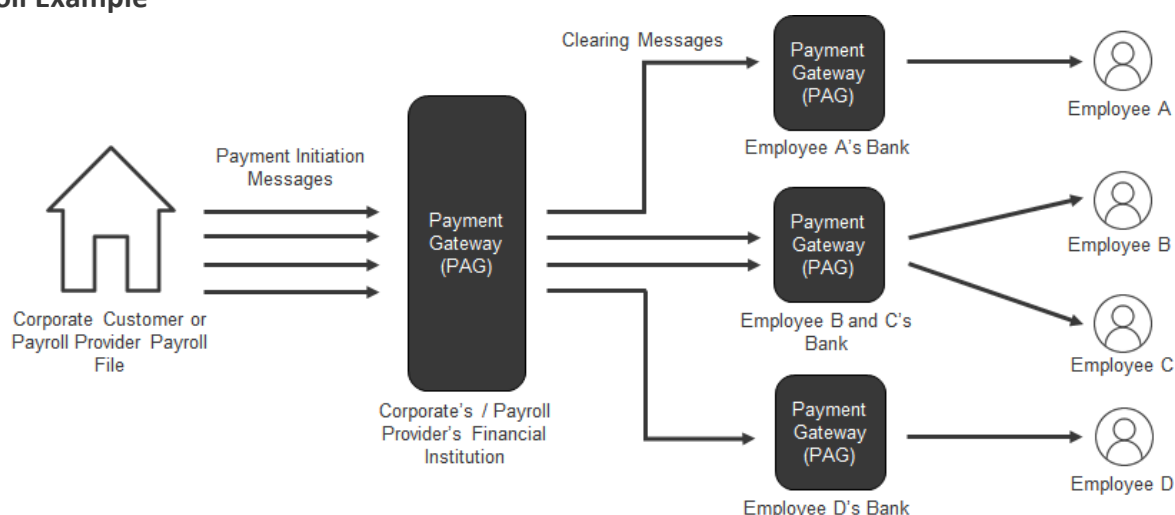 Example
Clearing Messages
Payment
Gateway
(PAG)
Employee A's Bank
Employee A
Payment Initiation
Messages
Payment
Gateway
(PAG)
Corporate Customer or
Payroll Provider Payroll
File
Corporate's / Payroll
Provider's Financial
Institution
Payment
Gateway
(PAG)
Employee B and C's
Bank
Employee B
Employee C
Payment
Gateway
(PAG)
Employee D's Bank
Employee D